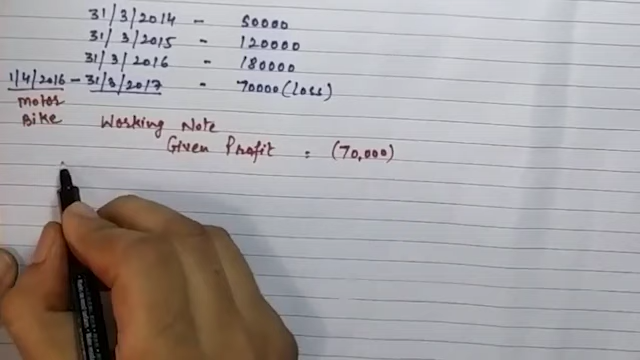 31/3/2014 - 50000
31/3/2015 - 120000
31/3/2016 - 180000
1/4/2016 - 31/3/2017 - 70000 (Loss)
Motor
Bike
Working Note
Given Profit : (70,000)